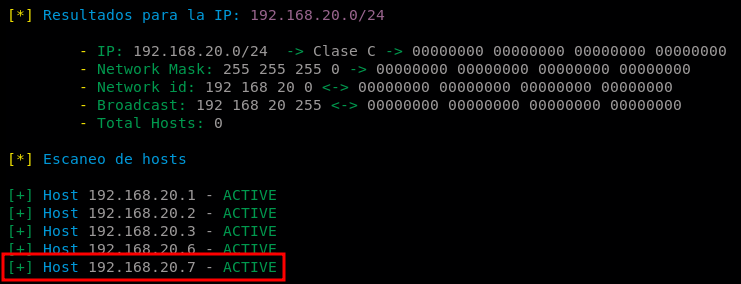 [*] Resultados para la IP: 192.168.20.0/24
- IP: 192.168.20.0/24 -> Clase C -> 00000000 00000000 00000000 00000000
- Network Mask: 255 255 255 0 -> 00000000 00000000 00000000 00000000
- Network id: 192 168 20 0 <-> 00000000 00000000 00000000 00000000
- Broadcast: 192 168 20 255 <-> 00000000 00000000 00000000 00000000
- Total Hosts: 0
[*] Escaneo de hosts
[+] Host 192.168.20.1 - ACTIVE
[+] Host 192.168.20.2 - ACTIVE
[+] Host 192.168.20.3 - ACTIVE
[+] Host 192.168.20.6 - ACTIVE
[+] Host 192.168.20.7 - ACTIVE